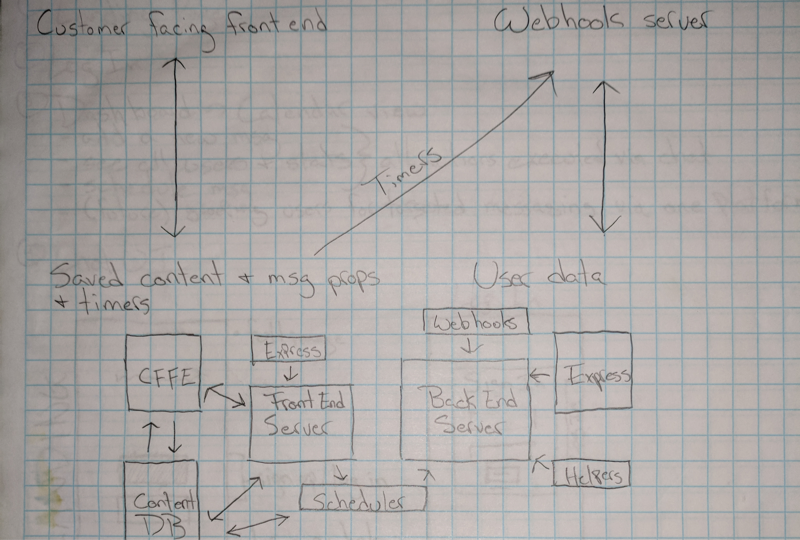 Customer facing front end
Webhooks server
Timers
Saved content + msg props
+ timers
User data
Webhooks
CFFE
Express
Front End
Server
Back End
Server
Express
Helpers
Scheduler
Content
DB